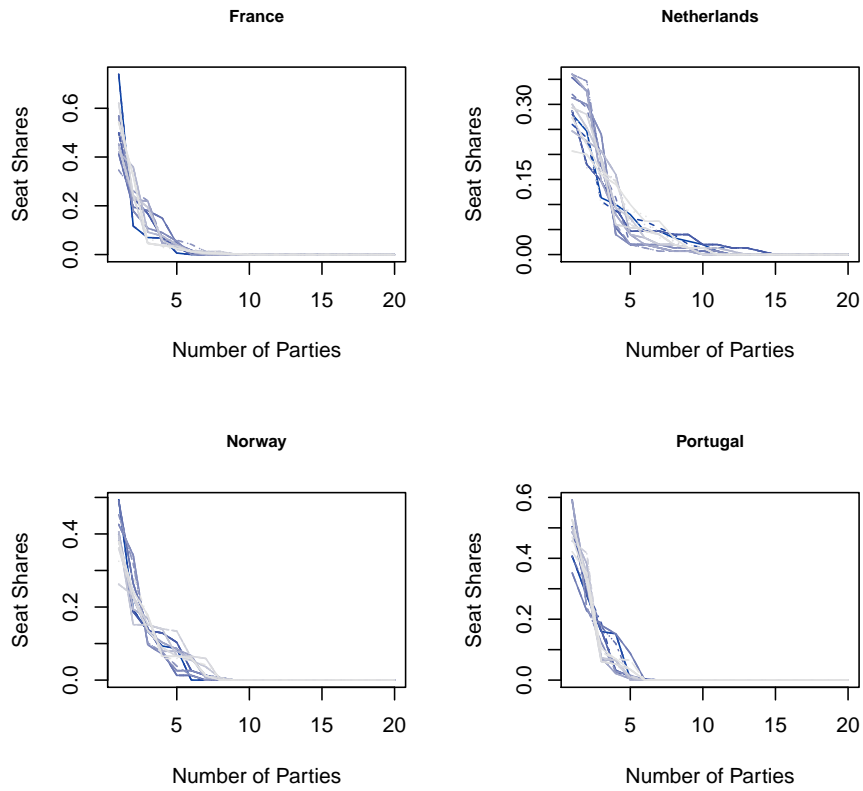 France
Netherlands
Seat Shares
0.0 0.2 0.4 0.6
5 10 15 20
Number of Parties
Seat Shares
0.00 0.15 0.30
5 10 15 20
Number of Parties
Norway
Portugal
Seat Shares
0.0 0.2 0.4
5 10 15 20
Number of Parties
Seat Shares
0.0 0.2 0.4 0.6
5 10 15 20
Number of Parties